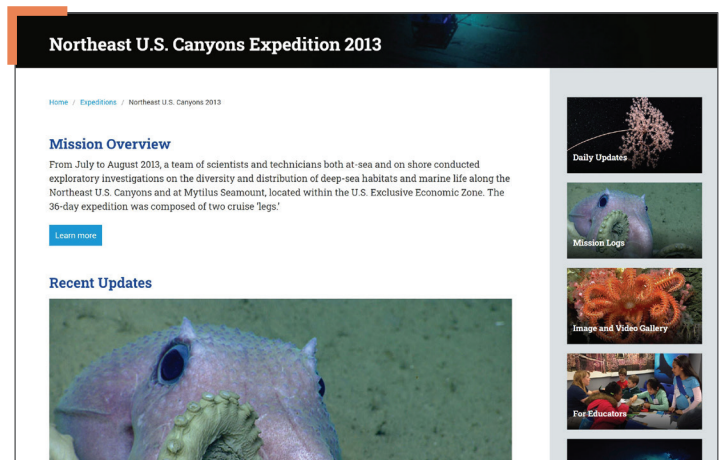 Northeast U.S. Canyons Expedition 2013
Home / Expeditions / Northeast U.S. Canyons 2013
Mission Overview
From July to August 2013, a team of scientists and technicians both at-sea and on shore conducted
exploratory investigations on the diversity and distribution of deep-sea habitats and marine life along the
Northeast U.S. Canyons and at Mytilus Seamount, located within the U.S. Exclusive Economic Zone. The
36-day expedition was composed of two cruise 'legs.'
Learn more
Recent Updates
Daily Updates
Mission Logs
Image and Video Gallery
For Educators